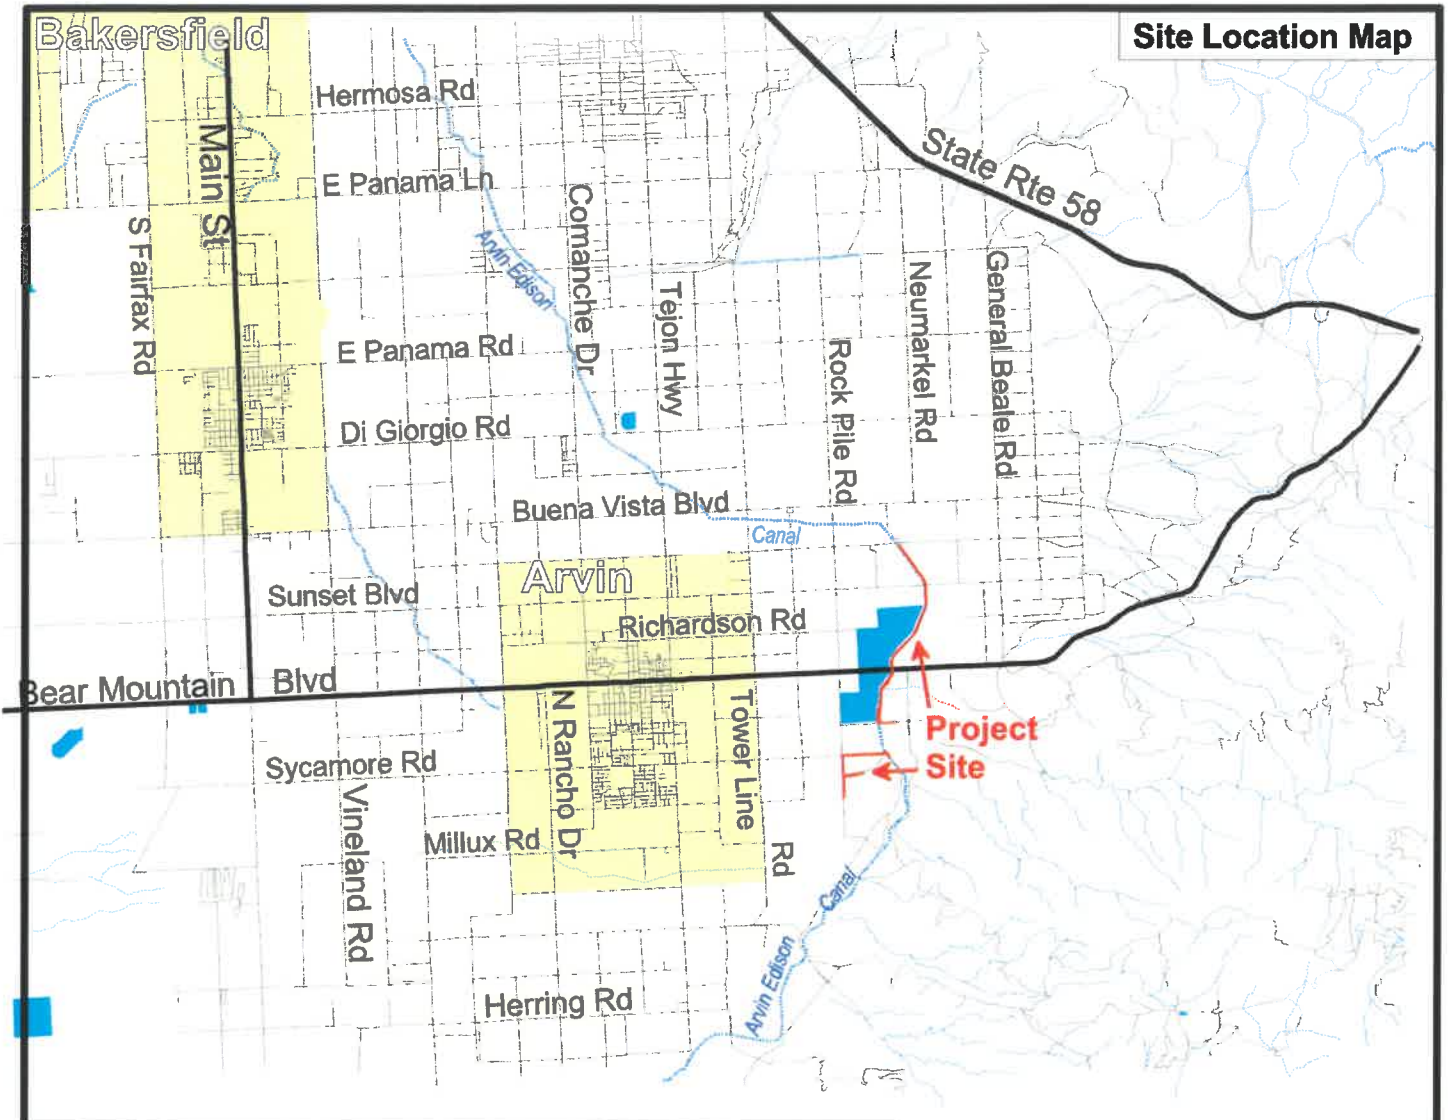 Bakersfield
Site Location Map
Hermosa Rd
Main St
State Rte 58
E Panama Ln
S Fairfax Rd
Comanche Dr
Arvin-Edison
Neumarkel Rd
General Beale Rd
Tejon Hwy
E Panama Rd
Rock Pile Rd
Di Giorgio Rd
Buena Vista Blvd
Canal
Arvin
Sunset Blvd
Richardson Rd
Bear Mountain Blvd
N Rancho Dr
Tower Line Rd
Project
Site
Sycamore Rd
Vineland Rd
Millux Rd
Arvin Edison Canal
Herring Rd